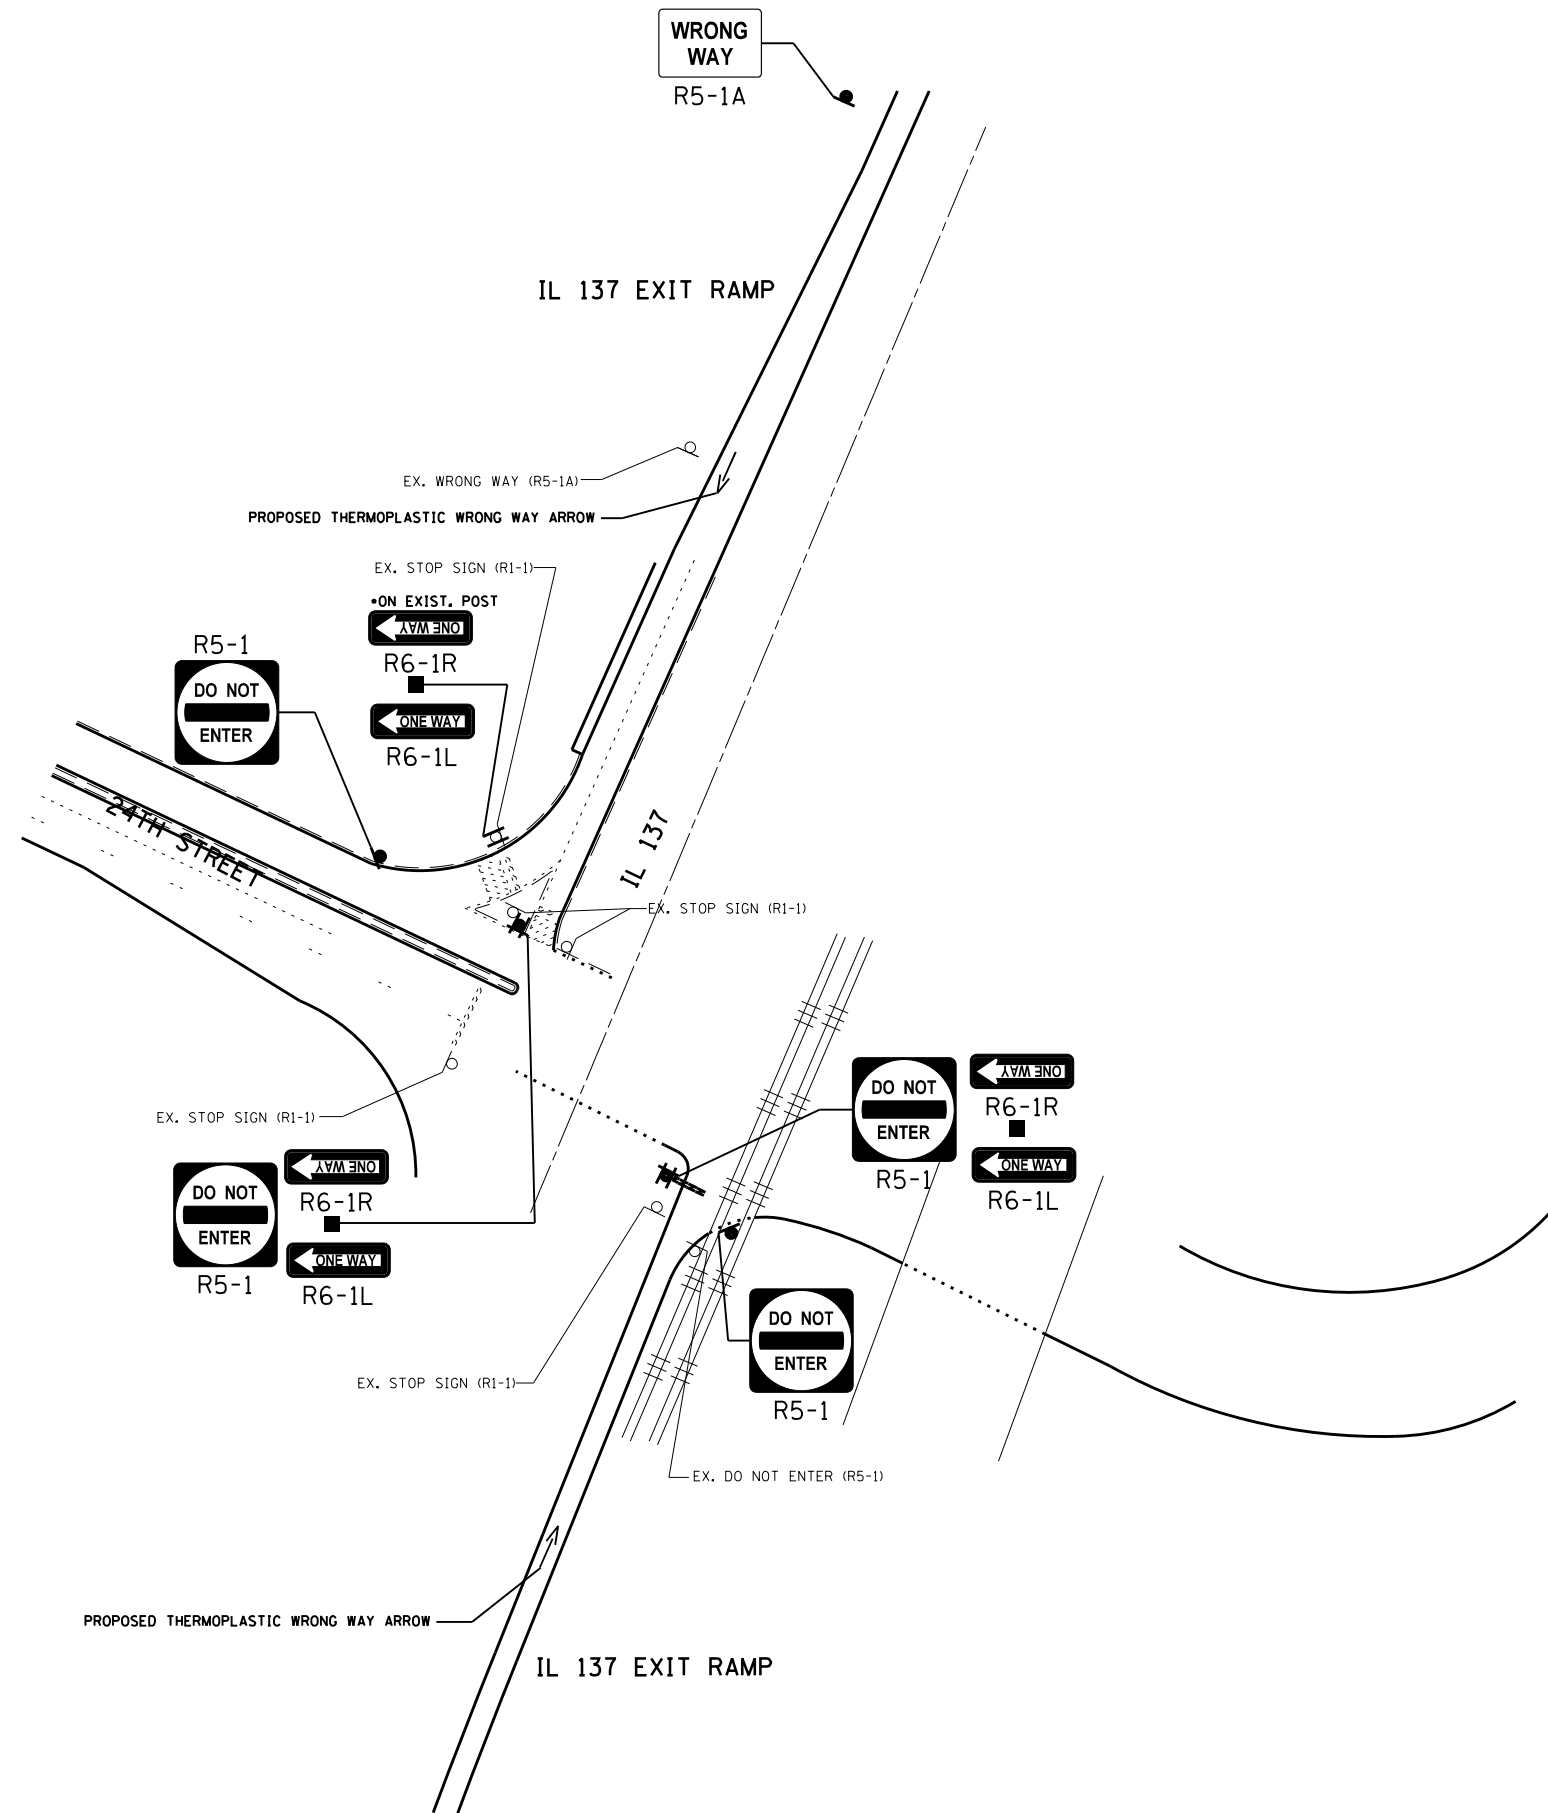 WRONG
WAY
R5-1A
IL 137 EXIT RAMP
EX. WRONG WAY (R5-1A)
PROPOSED THERMOPLASTIC WRONG WAY ARROW
EX. STOP SIGN (R1-1)
•ON EXIST. POST
ONE WAY
R6-1R
ONE WAY
R6-1L
R5-1
DO NOT
ENTER
24TH STREET
IL 137
EX. STOP SIGN (R1-1)
EX. STOP SIGN (R1-1)
DO NOT
ENTER
R5-1
ONE WAY
R6-1R
ONE WAY
R6-1L
DO NOT
ENTER
R5-1
ONE WAY
R6-1R
ONE WAY
R6-1L
EX. STOP SIGN (R1-1)
DO NOT
ENTER
R5-1
EX. DO NOT ENTER (R5-1)
PROPOSED THERMOPLASTIC WRONG WAY ARROW
IL 137 EXIT RAMP